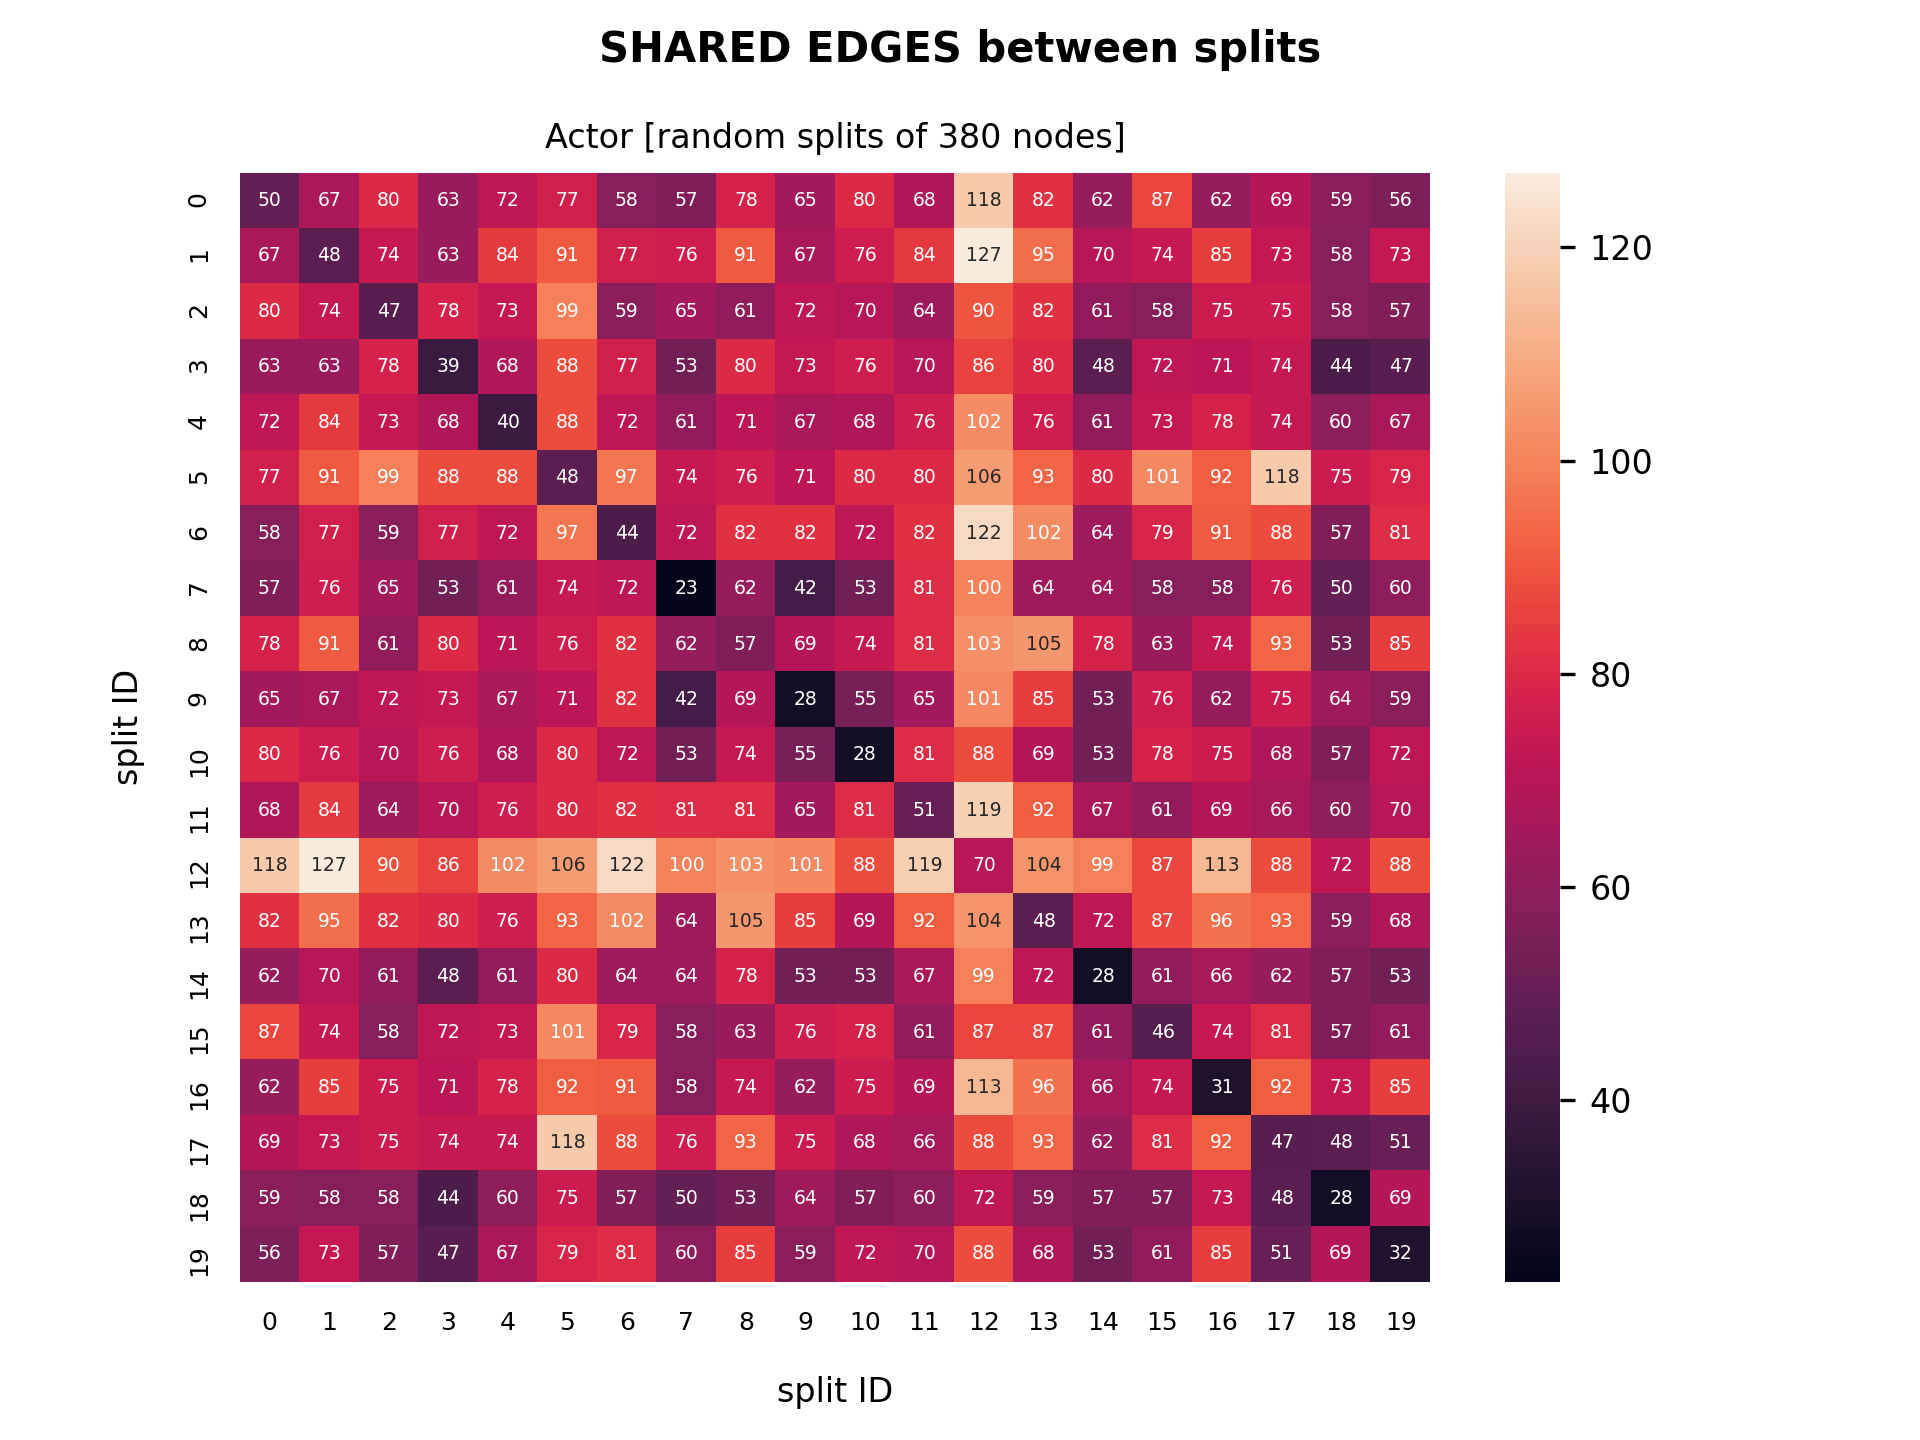 SHARED EDGES between splits
Actor [random splits of 380 nodes]
0 50 67 80 63 72 77 58 57 78 65 80 68 118 82 62 87 62 69 59 56
1 67 48 74 63 84 91 77 76 91 67 76 84 127 95 70 74 85 73 58 73
2 80 74 47 78 73 99 59 65 61 72 70 64 90 82 61 58 75 75 58 57
3 63 63 78 39 68 88 77 53 80 73 76 70 86 80 48 72 71 74 44 47
4 72 84 73 68 40 88 72 61 71 67 68 76 102 76 61 73 78 74 60 67
5 77 91 99 88 88 48 97 74 76 71 80 80 106 93 80 101 92 118 75 79
6 58 77 59 77 72 97 44 72 82 82 72 82 122 102 64 79 91 88 57 81
7 57 76 65 53 61 74 72 23 62 42 53 81 100 64 64 58 58 76 50 60
8 78 91 61 80 71 76 82 62 57 69 74 81 103 105 78 63 74 93 53 85
9 65 67 72 73 67 71 82 42 69 28 55 65 101 85 53 76 62 75 64 59
10 80 76 70 76 68 80 72 53 74 55 28 81 88 69 53 78 75 68 57 72
11 68 84 64 70 76 80 82 81 81 65 81 51 119 92 67 61 69 66 60 70
12 118 127 90 86 102 106 122 100 103 101 88 119 70 104 99 87 113 88 72 88
13 82 95 82 80 76 93 102 64 105 85 69 92 104 48 72 87 96 93 59 68
14 62 70 61 48 61 80 64 64 78 53 53 67 99 72 28 61 66 62 57 53
15 87 74 58 72 73 101 79 58 63 76 78 61 87 87 61 46 74 81 57 61
16 62 85 75 71 78 92 91 58 74 62 75 69 113 96 66 74 31 92 73 85
17 69 73 75 74 74 118 88 76 93 75 68 66 88 93 62 81 92 47 48 51
18 59 58 58 44 60 75 57 50 53 64 57 60 72 59 57 57 73 48 28 69
19 56 73 57 47 67 79 81 60 85 59 72 70 88 68 53 61 85 51 69 32
0 1 2 3 4 5 6 7 8 9 10 11 12 13 14 15 16 17 18 19
split ID
split ID
120
100
80
60
40